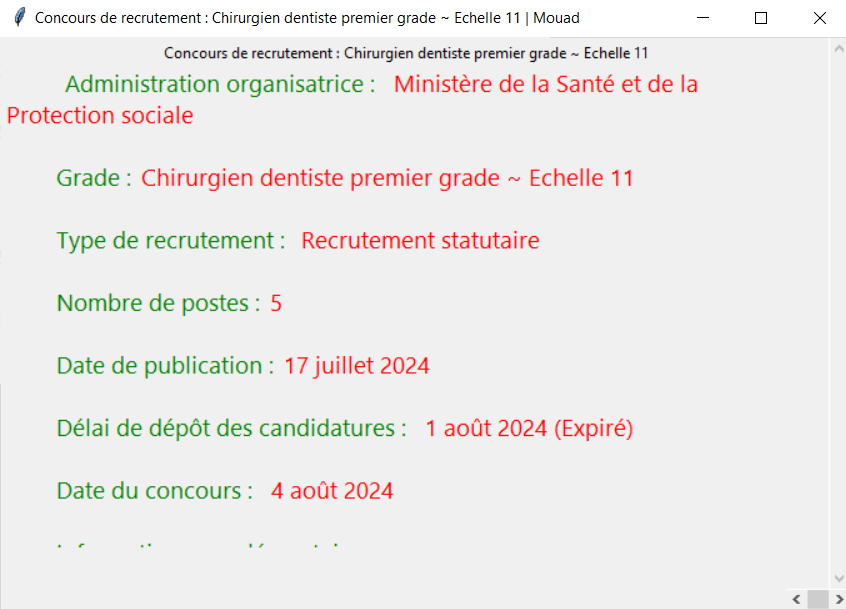 Concours de recrutement : Chirurgien dentiste premier grade ~ Echelle 11 | Mouad
Concours de recrutement : Chirurgien dentiste premier grade ~ Echelle 11
Administration organisatrice : Ministère de la Santé et de la
Protection sociale
Grade : Chirurgien dentiste premier grade ~ Echelle 11
Type de recrutement : Recrutement statutaire
Nombre de postes : 5
Date de publication : 17 juillet 2024
Délai de dépôt des candidatures : 1 août 2024 (Expiré)
Date du concours : 4 août 2024